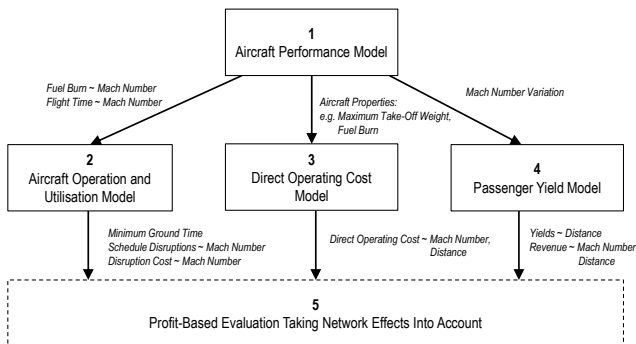 1
Aircraft Performance Model
Fuel Burn ~ Mach Number
Flight Time ~ Mach Number
Aircraft Properties:
e.g. Maximum Take-Off Weight,
Fuel Burn
Mach Number Variation
2
Aircraft Operation and
Utilisation Model
3
Direct Operating Cost
Model
4
Passenger Yield Model
Minimum Ground Time
Schedule Disruptions ~ Mach Number
Disruption Cost ~ Mach Number
Direct Operating Cost ~ Mach Number,
Distance
Yields ~ Distance
Revenue ~ Mach Number
Distance
5
Profit-Based Evaluation Taking Network Effects Into Account